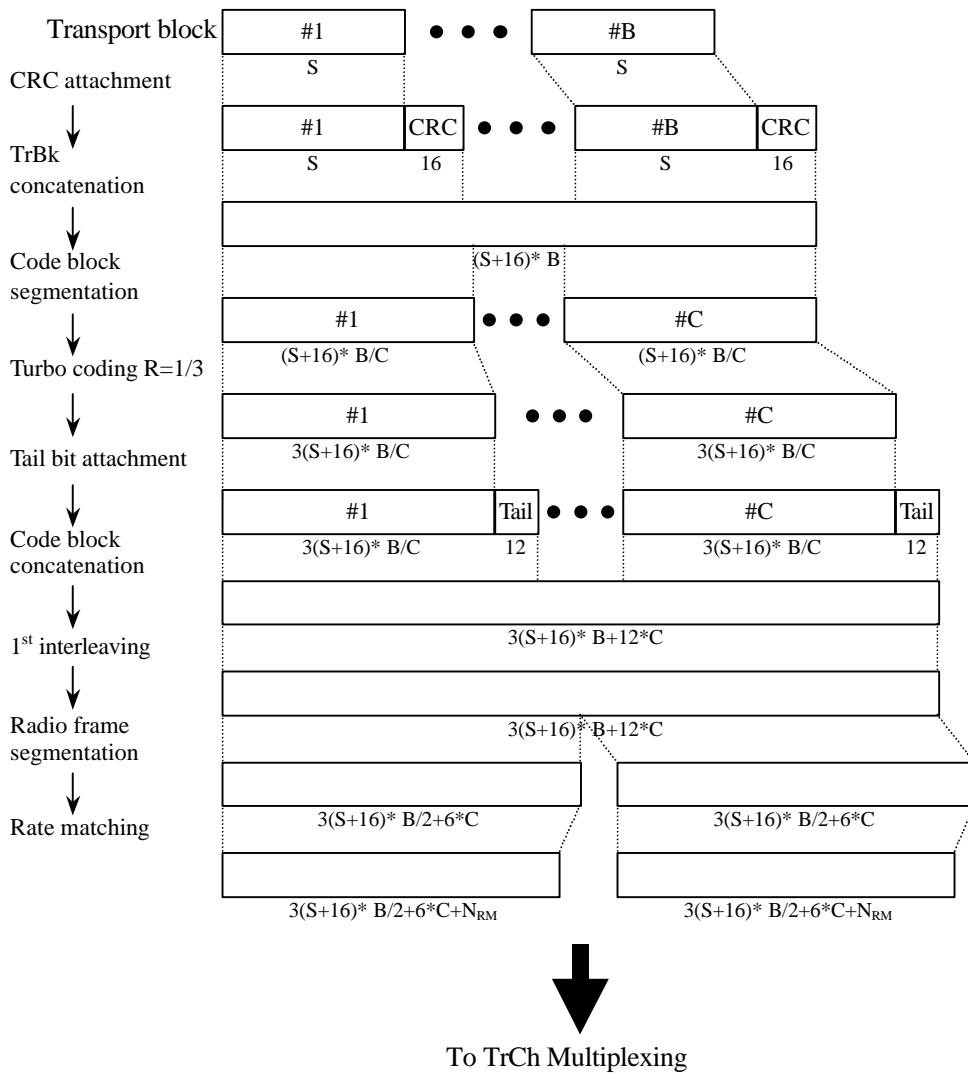 Transport block
#1
#B
S
S
CRC attachment
#1
CRC
#B
CRC
S
16
S
16
TrBk
concatenation
(S+16)* B
Code block
segmentation
#1
#C
(S+16)* B/C
(S+16)* B/C
Turbo coding R=1/3
#1
#C
3(S+16)* B/C
3(S+16)* B/C
Tail bit attachment
#1
Tail
#C
Tail
3(S+16)* B/C
12
3(S+16)* B/C
12
Code block
concatenation
3(S+16)* B+12*C
1st interleaving
3(S+16)* B+12*C
Radio frame
segmentation
3(S+16)* B/2+6*C
3(S+16)* B/2+6*C
Rate matching
3(S+16)* B/2+6*C+NRM
3(S+16)* B/2+6*C+NRM
To TrCh Multiplexing